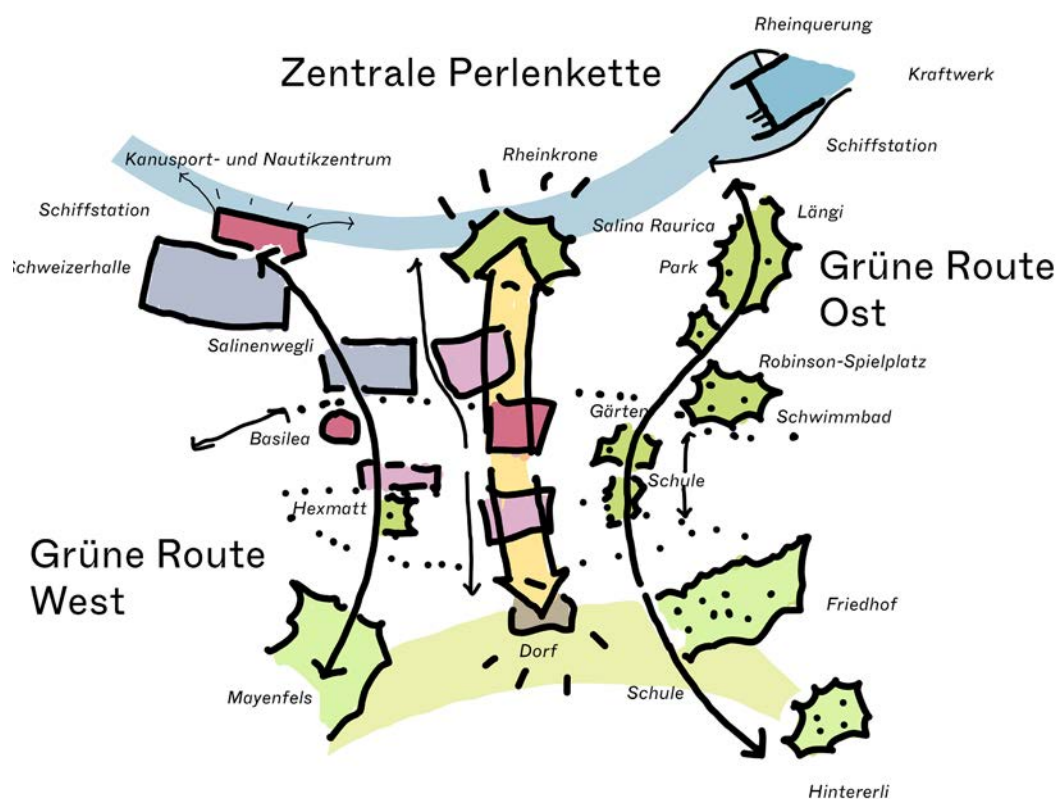 Rheinquerung
Zentrale Perlenkette
Kraftwerk
Kanusport- und Nautikzentrum
Rheinkrone
Schiffstation
Schiffstation
Salina Raurica
Längi
Schweizerhalle
Park
Grüne Route
Ost
Salinenwegli
Robinson-Spielplatz
Gärten
Schwimmbad
Basilea
Schule
Hexmatt
Grüne Route
West
Friedhof
Dorf
Mayenfels
Schule
Hintererli